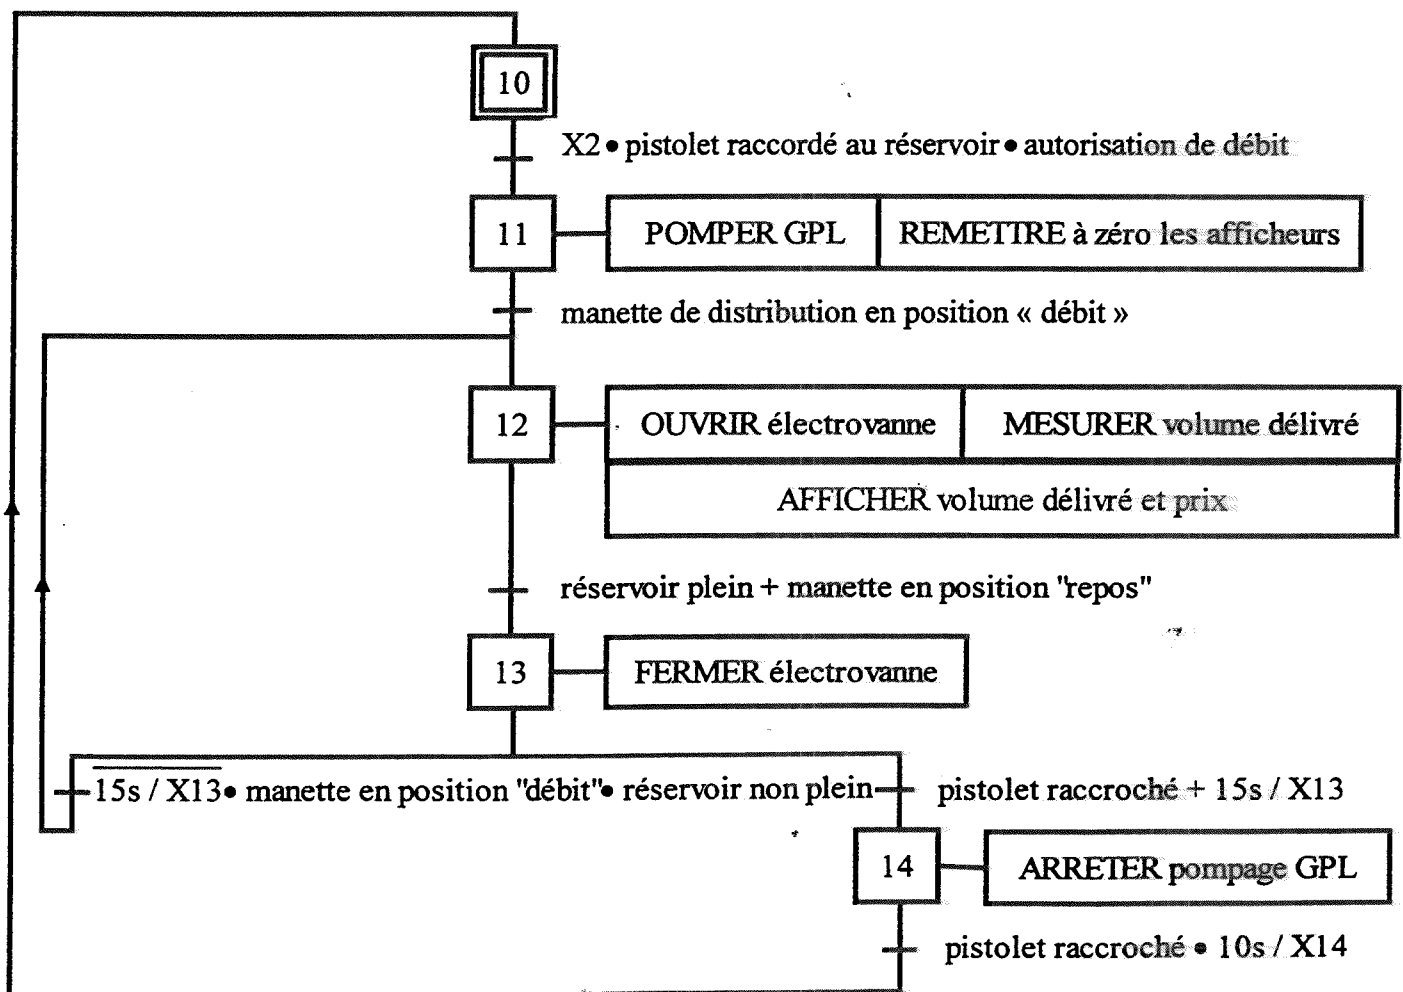 10
X2 • pistolet raccordé au réservoir • autorisation de débit
11
POMPER GPL
REMETTRE à zéro les afficheurs
manette de distribution en position « débit »
12
OUVRIR électrovanne
MESURER volume délivré
AFFICHER volume délivré et prix
réservoir plein + manette en position "repos"
13
FERMER électrovanne
15s / X13 • manette en position "débit" • réservoir non plein
pistolet raccroché + 15s / X13
14
ARRETER pompage GPL
pistolet raccroché • 10s / X14